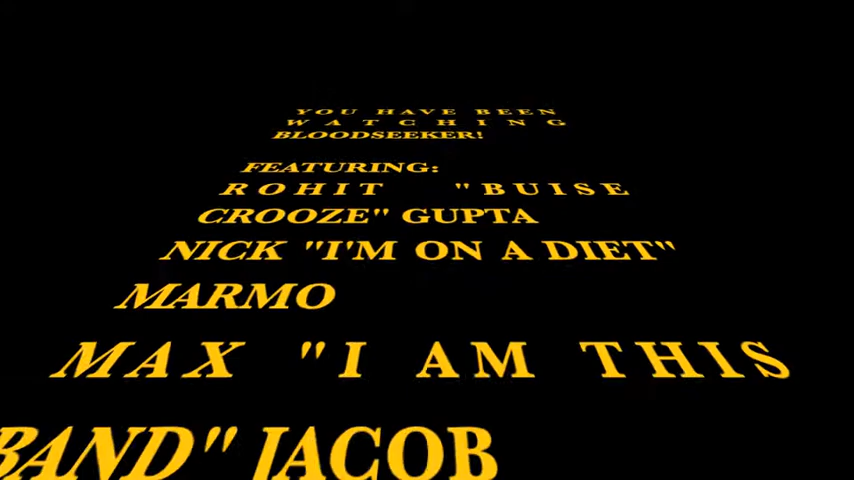 YOU HAVE BEEN
WATCHING
BLOODSEEKER!
FEATURING:
ROHIT "BUISE
CROOZE" GUPTA
NICK "I'M ON A DIET"
MARMO
MAX "I AM THIS
BAND" JACOB